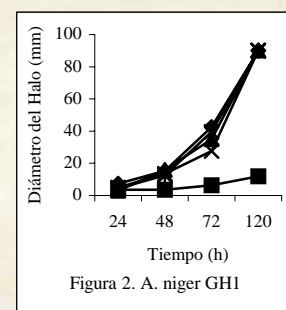 Diámetro del Halo (mm)
100
80
60
40
20
0
24 48 72 120
Tiempo (h)
Figura 2. A. niger GH1